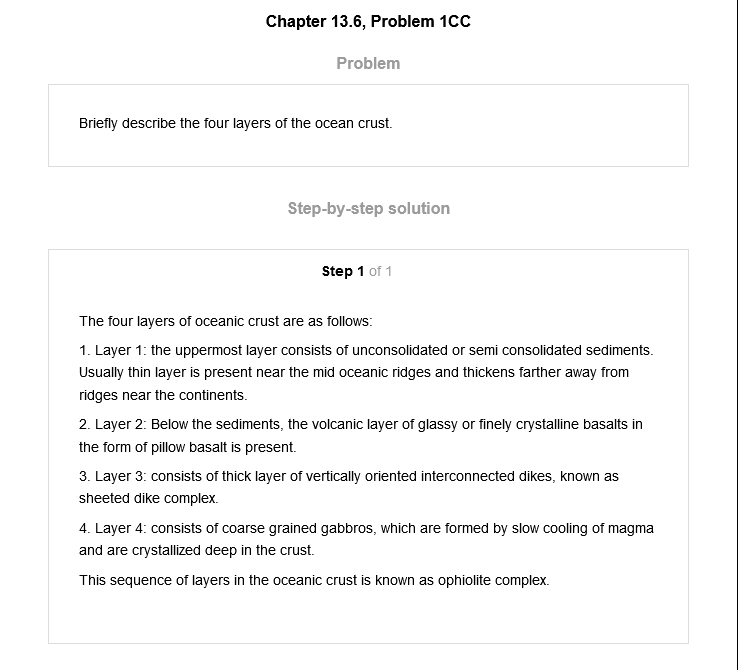 Chapter 13.6, Problem 1CC
Problem
Briefly describe the four layers of the ocean crust.
Step-by-step solution
Step 1 of 1
The four layers of oceanic crust are as follows:
1. Layer 1: the uppermost layer consists of unconsolidated or semi consolidated sediments.
Usually thin layer is present near the mid oceanic ridges and thickens farther away from
ridges near the continents.
2. Layer 2: Below the sediments, the volcanic layer of glassy or finely crystalline basalts in
the form of pillow basalt is present.
3. Layer 3: consists of thick layer of vertically oriented interconnected dikes, known as
sheeted dike complex.
4. Layer 4: consists of coarse grained gabbros, which are formed by slow cooling of magma
and are crystallized deep in the crust.
This sequence of layers in the oceanic crust is known as ophiolite complex.